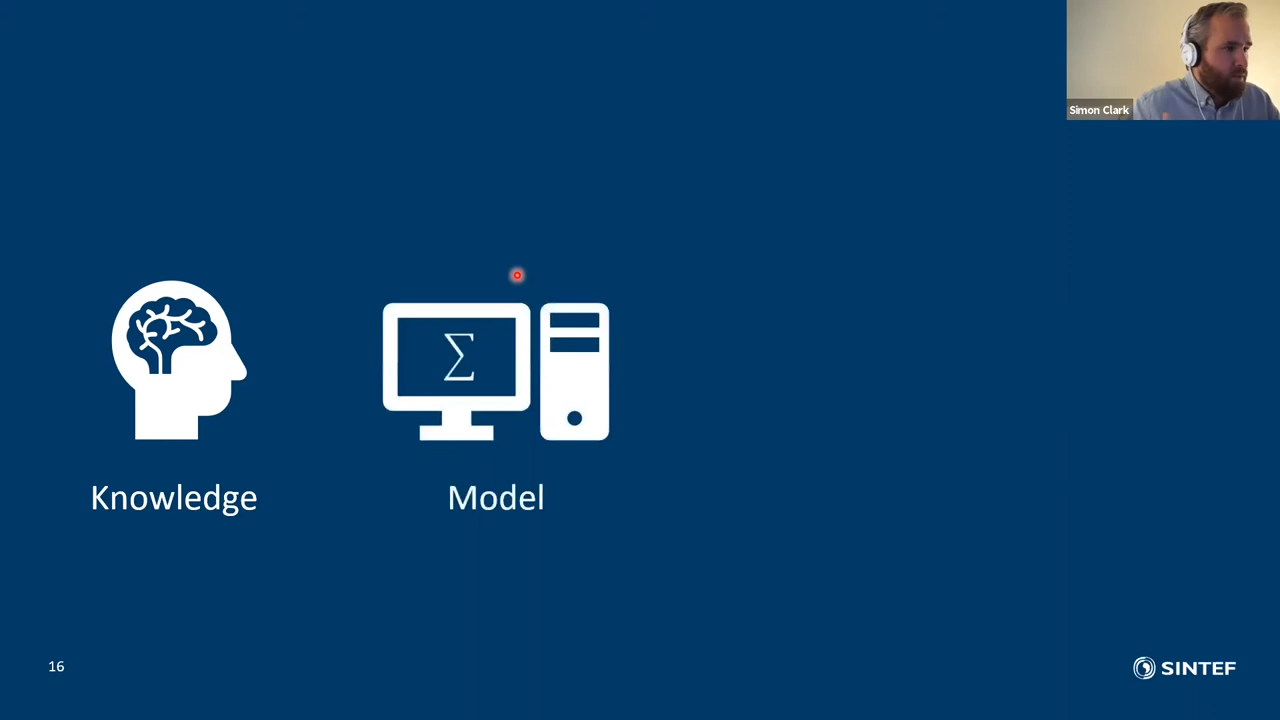 Simon Clark
Σ
Knowledge
Model
16
SINTEF